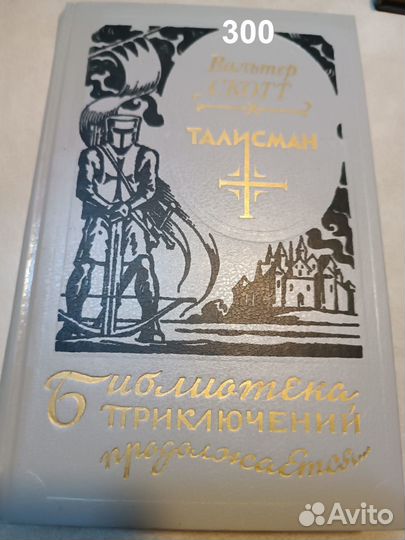 300
Вальтер
СКОТТ
ТАЛИСМАН
Библиотека
ПРИКЛЮЧЕНИЙ
продолжается...
Avito